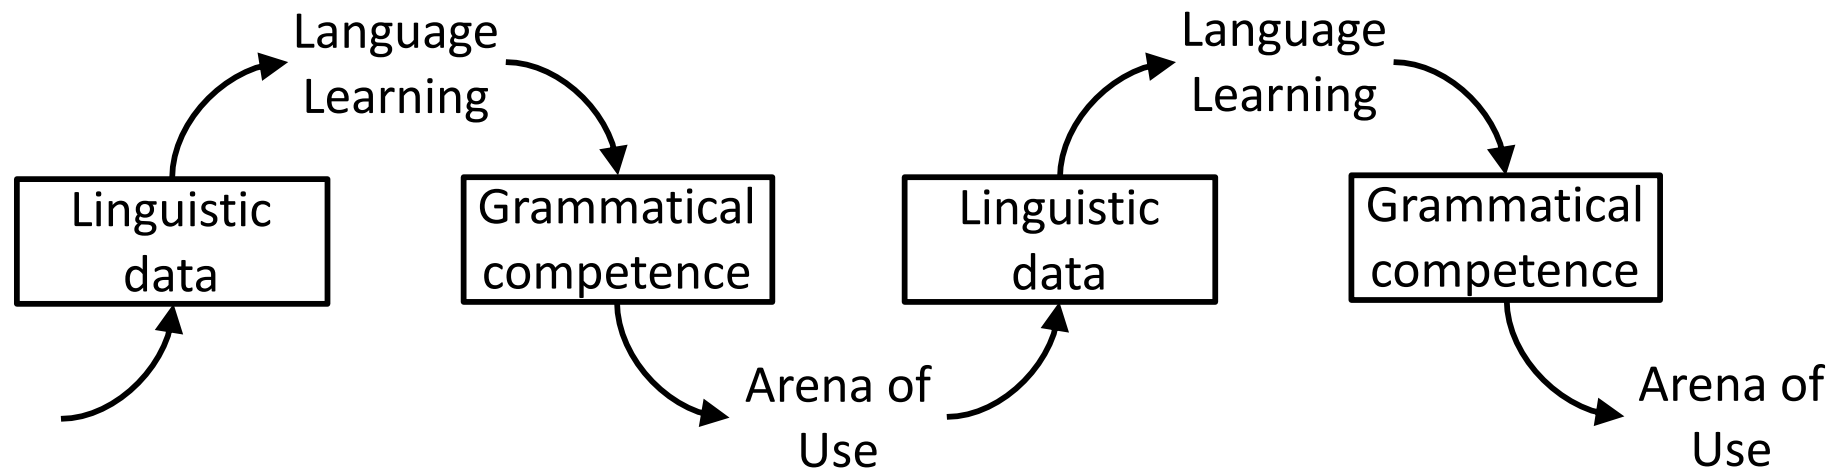 Language
Learning
Linguistic
data
Grammatical
competence
Arena of
Use
Language
Learning
Linguistic
data
Grammatical
competence
Arena of
Use